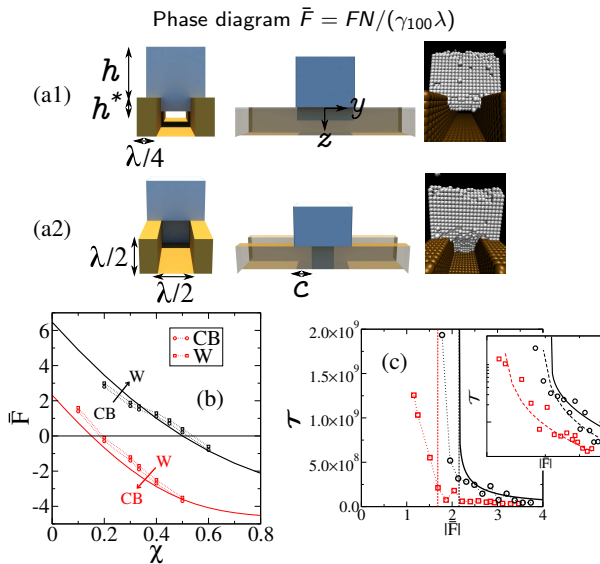 Phase diagram F̄ = FN/(γ₁₀₀λ)
(a1)
h
h*
λ/4
y
z
(a2)
λ/2
λ/2
c
6
4
2
0
-2
-4
F̄
0.0 0.2 0.4 0.6 0.8
χ
CB
W
W
CB
(b)
W
CB
2.0×10⁹
1.5×10⁹
1.0×10⁹
5.0×10⁸
0
𝒯
(c)
0 1 2 3 4
|F̿|
𝒯
|F̿|